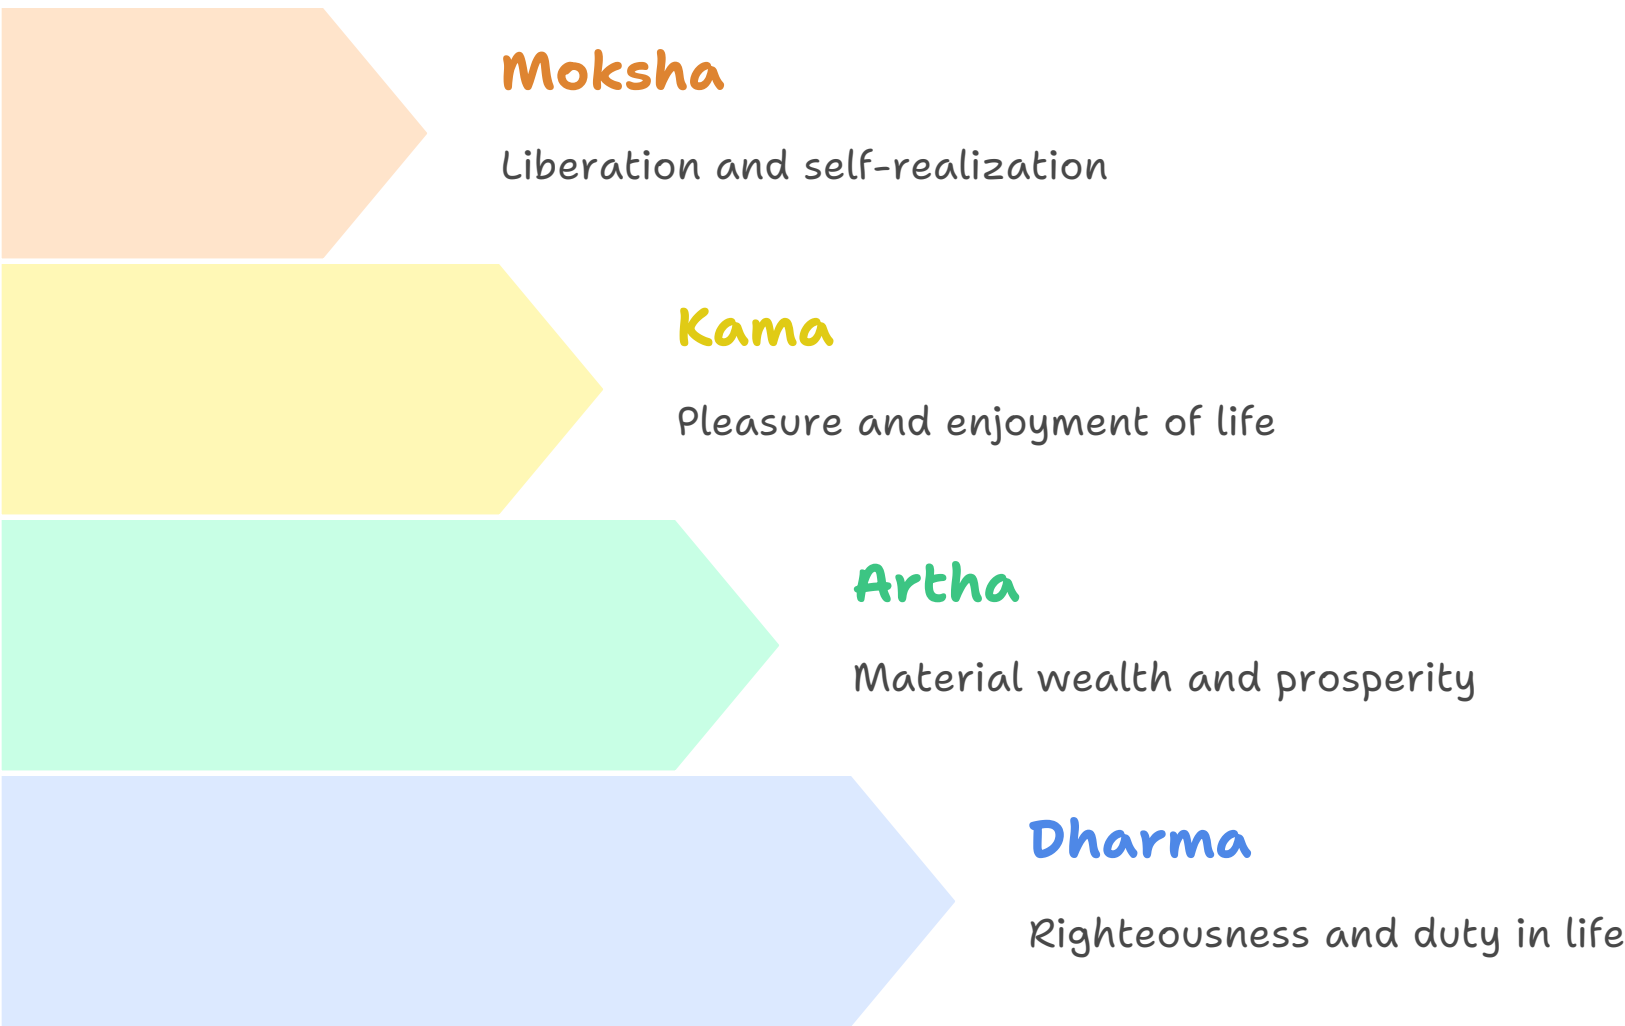 Moksha
Liberation and self-realization
Kama
Pleasure and enjoyment of life
Artha
Material wealth and prosperity
Dharma
Righteousness and duty in life